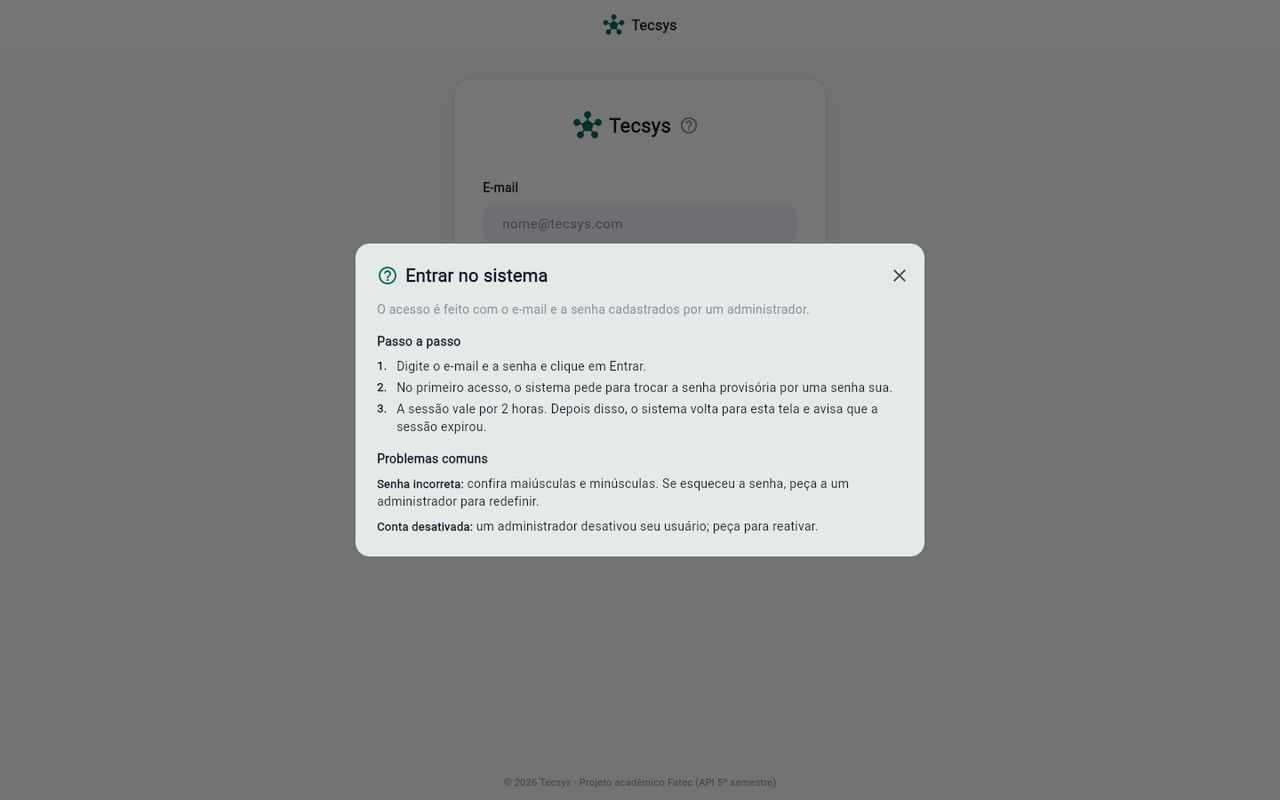 Tecsys
Tecsys
E-mail
nome@tecsys.com
Entrar no sistema
O acesso é feito com o e-mail e a senha cadastrados por um administrador.
Passo a passo
1. Digite o e-mail e a senha e clique em Entrar.
2. No primeiro acesso, o sistema pede para trocar a senha provisória por uma senha sua.
3. A sessão vale por 2 horas. Depois disso, o sistema volta para esta tela e avisa que a
sessão expirou.
Problemas comuns
Senha incorreta: confira maiúsculas e minúsculas. Se esqueceu a senha, peça a um
administrador para redefinir.
Conta desativada: um administrador desativou seu usuário; peça para reativar.
© 2026 Tecsys · Projeto acadêmico Fatec (API 5º semestre)